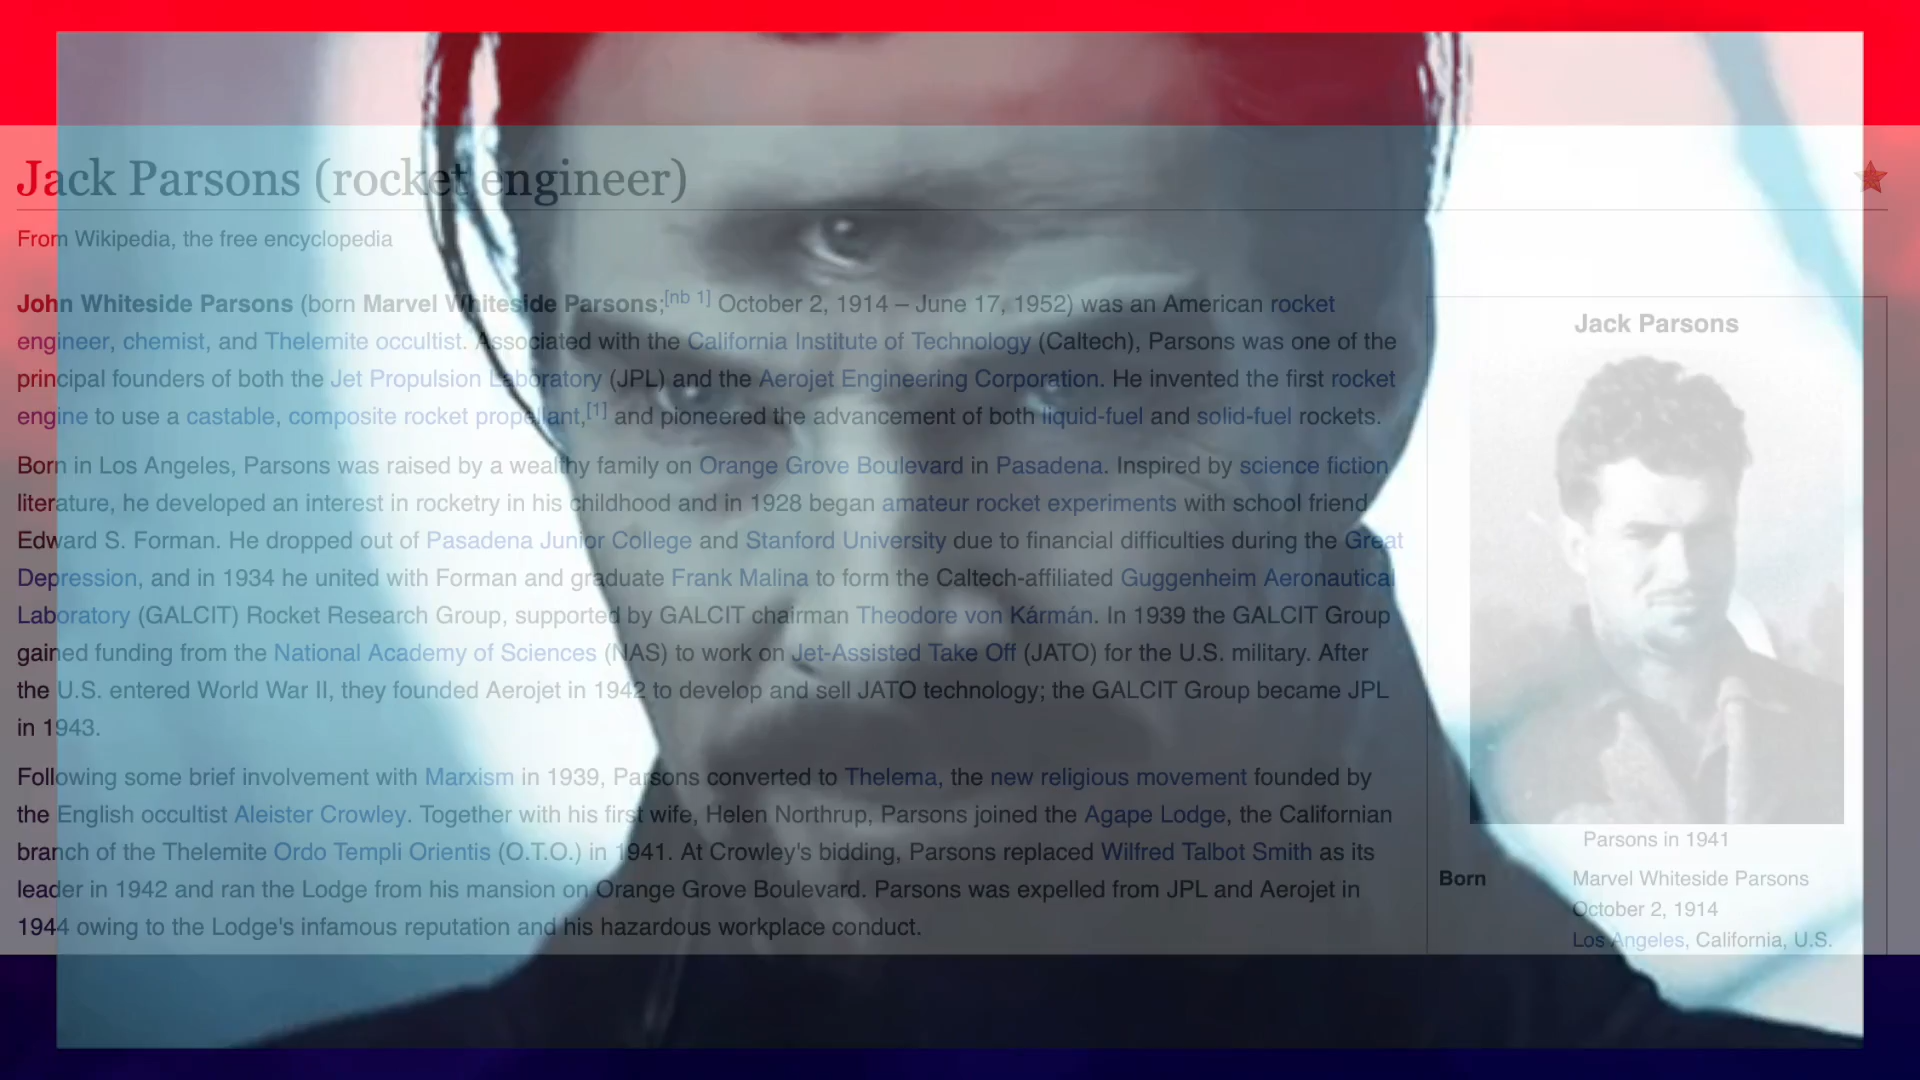 Jack Parsons (rocket engineer)
From Wikipedia, the free encyclopedia
John Whiteside Parsons (born Marvel Whiteside Parsons;[nb 1] October 2, 1914 – June 17, 1952) was an American rocket
engineer, chemist, and Thelemite occultist. Associated with the California Institute of Technology (Caltech), Parsons was one of the
principal founders of both the Jet Propulsion Laboratory (JPL) and the Aerojet Engineering Corporation. He invented the first rocket
engine to use a castable, composite rocket propellant,[1] and pioneered the advancement of both liquid-fuel and solid-fuel rockets.
Born in Los Angeles, Parsons was raised by a wealthy family on Orange Grove Boulevard in Pasadena. Inspired by science fiction
literature, he developed an interest in rocketry in his childhood and in 1928 began amateur rocket experiments with school friend
Edward S. Forman. He dropped out of Pasadena Junior College and Stanford University due to financial difficulties during the Great
Depression, and in 1934 he united with Forman and graduate Frank Malina to form the Caltech-affiliated Guggenheim Aeronautical
Laboratory (GALCIT) Rocket Research Group, supported by GALCIT chairman Theodore von Kármán. In 1939 the GALCIT Group
gained funding from the National Academy of Sciences (NAS) to work on Jet-Assisted Take Off (JATO) for the U.S. military. After
the U.S. entered World War II, they founded Aerojet in 1942 to develop and sell JATO technology; the GALCIT Group became JPL
in 1943.
Following some brief involvement with Marxism in 1939, Parsons converted to Thelema, the new religious movement founded by
the English occultist Aleister Crowley. Together with his first wife, Helen Northrup, Parsons joined the Agape Lodge, the Californian
branch of the Thelemite Ordo Templi Orientis (O.T.O.) in 1941. At Crowley's bidding, Parsons replaced Wilfred Talbot Smith as its
leader in 1942 and ran the Lodge from his mansion on Orange Grove Boulevard. Parsons was expelled from JPL and Aerojet in
1944 owing to the Lodge's infamous reputation and his hazardous workplace conduct.
Jack Parsons
Parsons in 1941
Born Marvel Whiteside Parsons
October 2, 1914
Los Angeles, California, U.S.